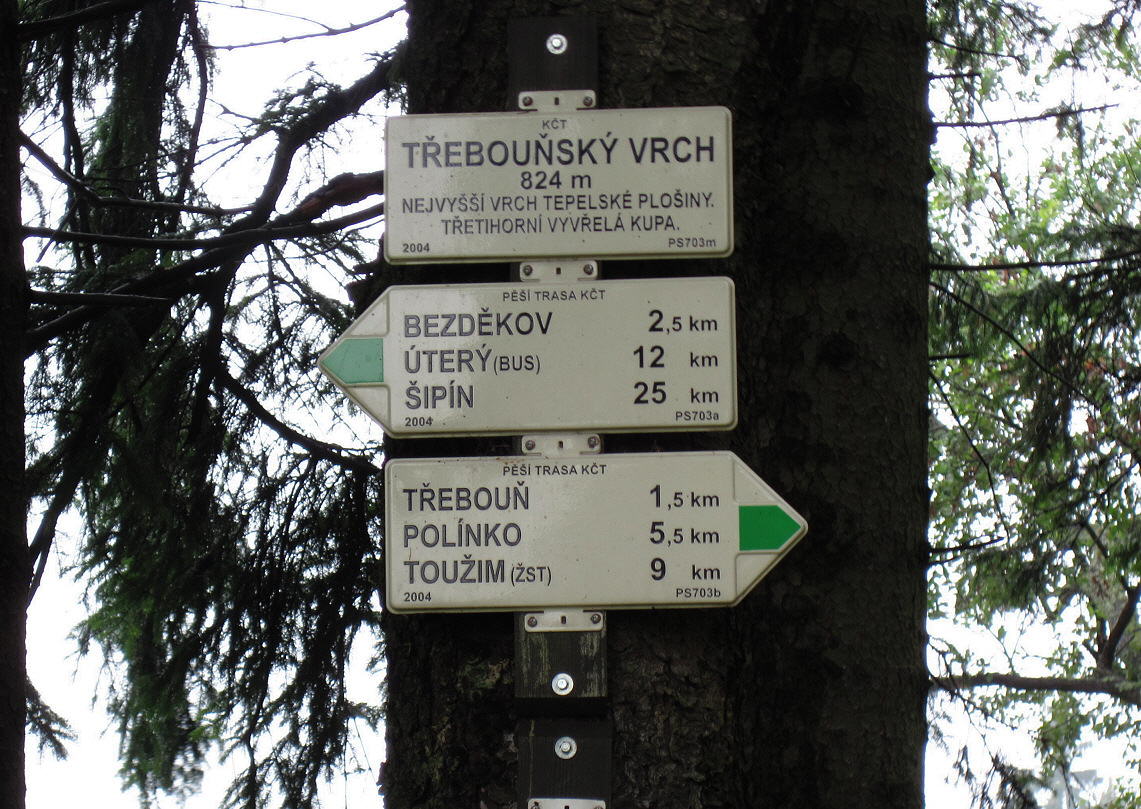 KČT
TŘEBOUŇSKÝ VRCH
824 m
NEJVYŠŠÍ VRCH TEPELSKÉ PLOŠINY.
TŘETIHORNÍ VYVŘELÁ KUPA.
2004 PS703m
PĚŠÍ TRASA KČT
BEZDĚKOV 2,5 km
ÚTERÝ (BUS) 12 km
ŠIPÍN 25 km
2004 PS703a
PĚŠÍ TRASA KČT
TŘEBOUŇ 1,5 km
POLÍNKO 5,5 km
TOUŽIM (ŽST) 9 km
2004 PS703b